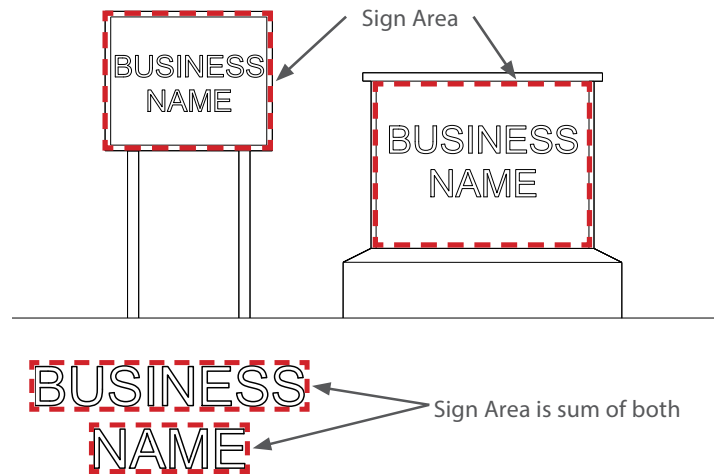 Sign Area
BUSINESS
NAME
BUSINESS
NAME
BUSINESS
NAME
Sign Area is sum of both